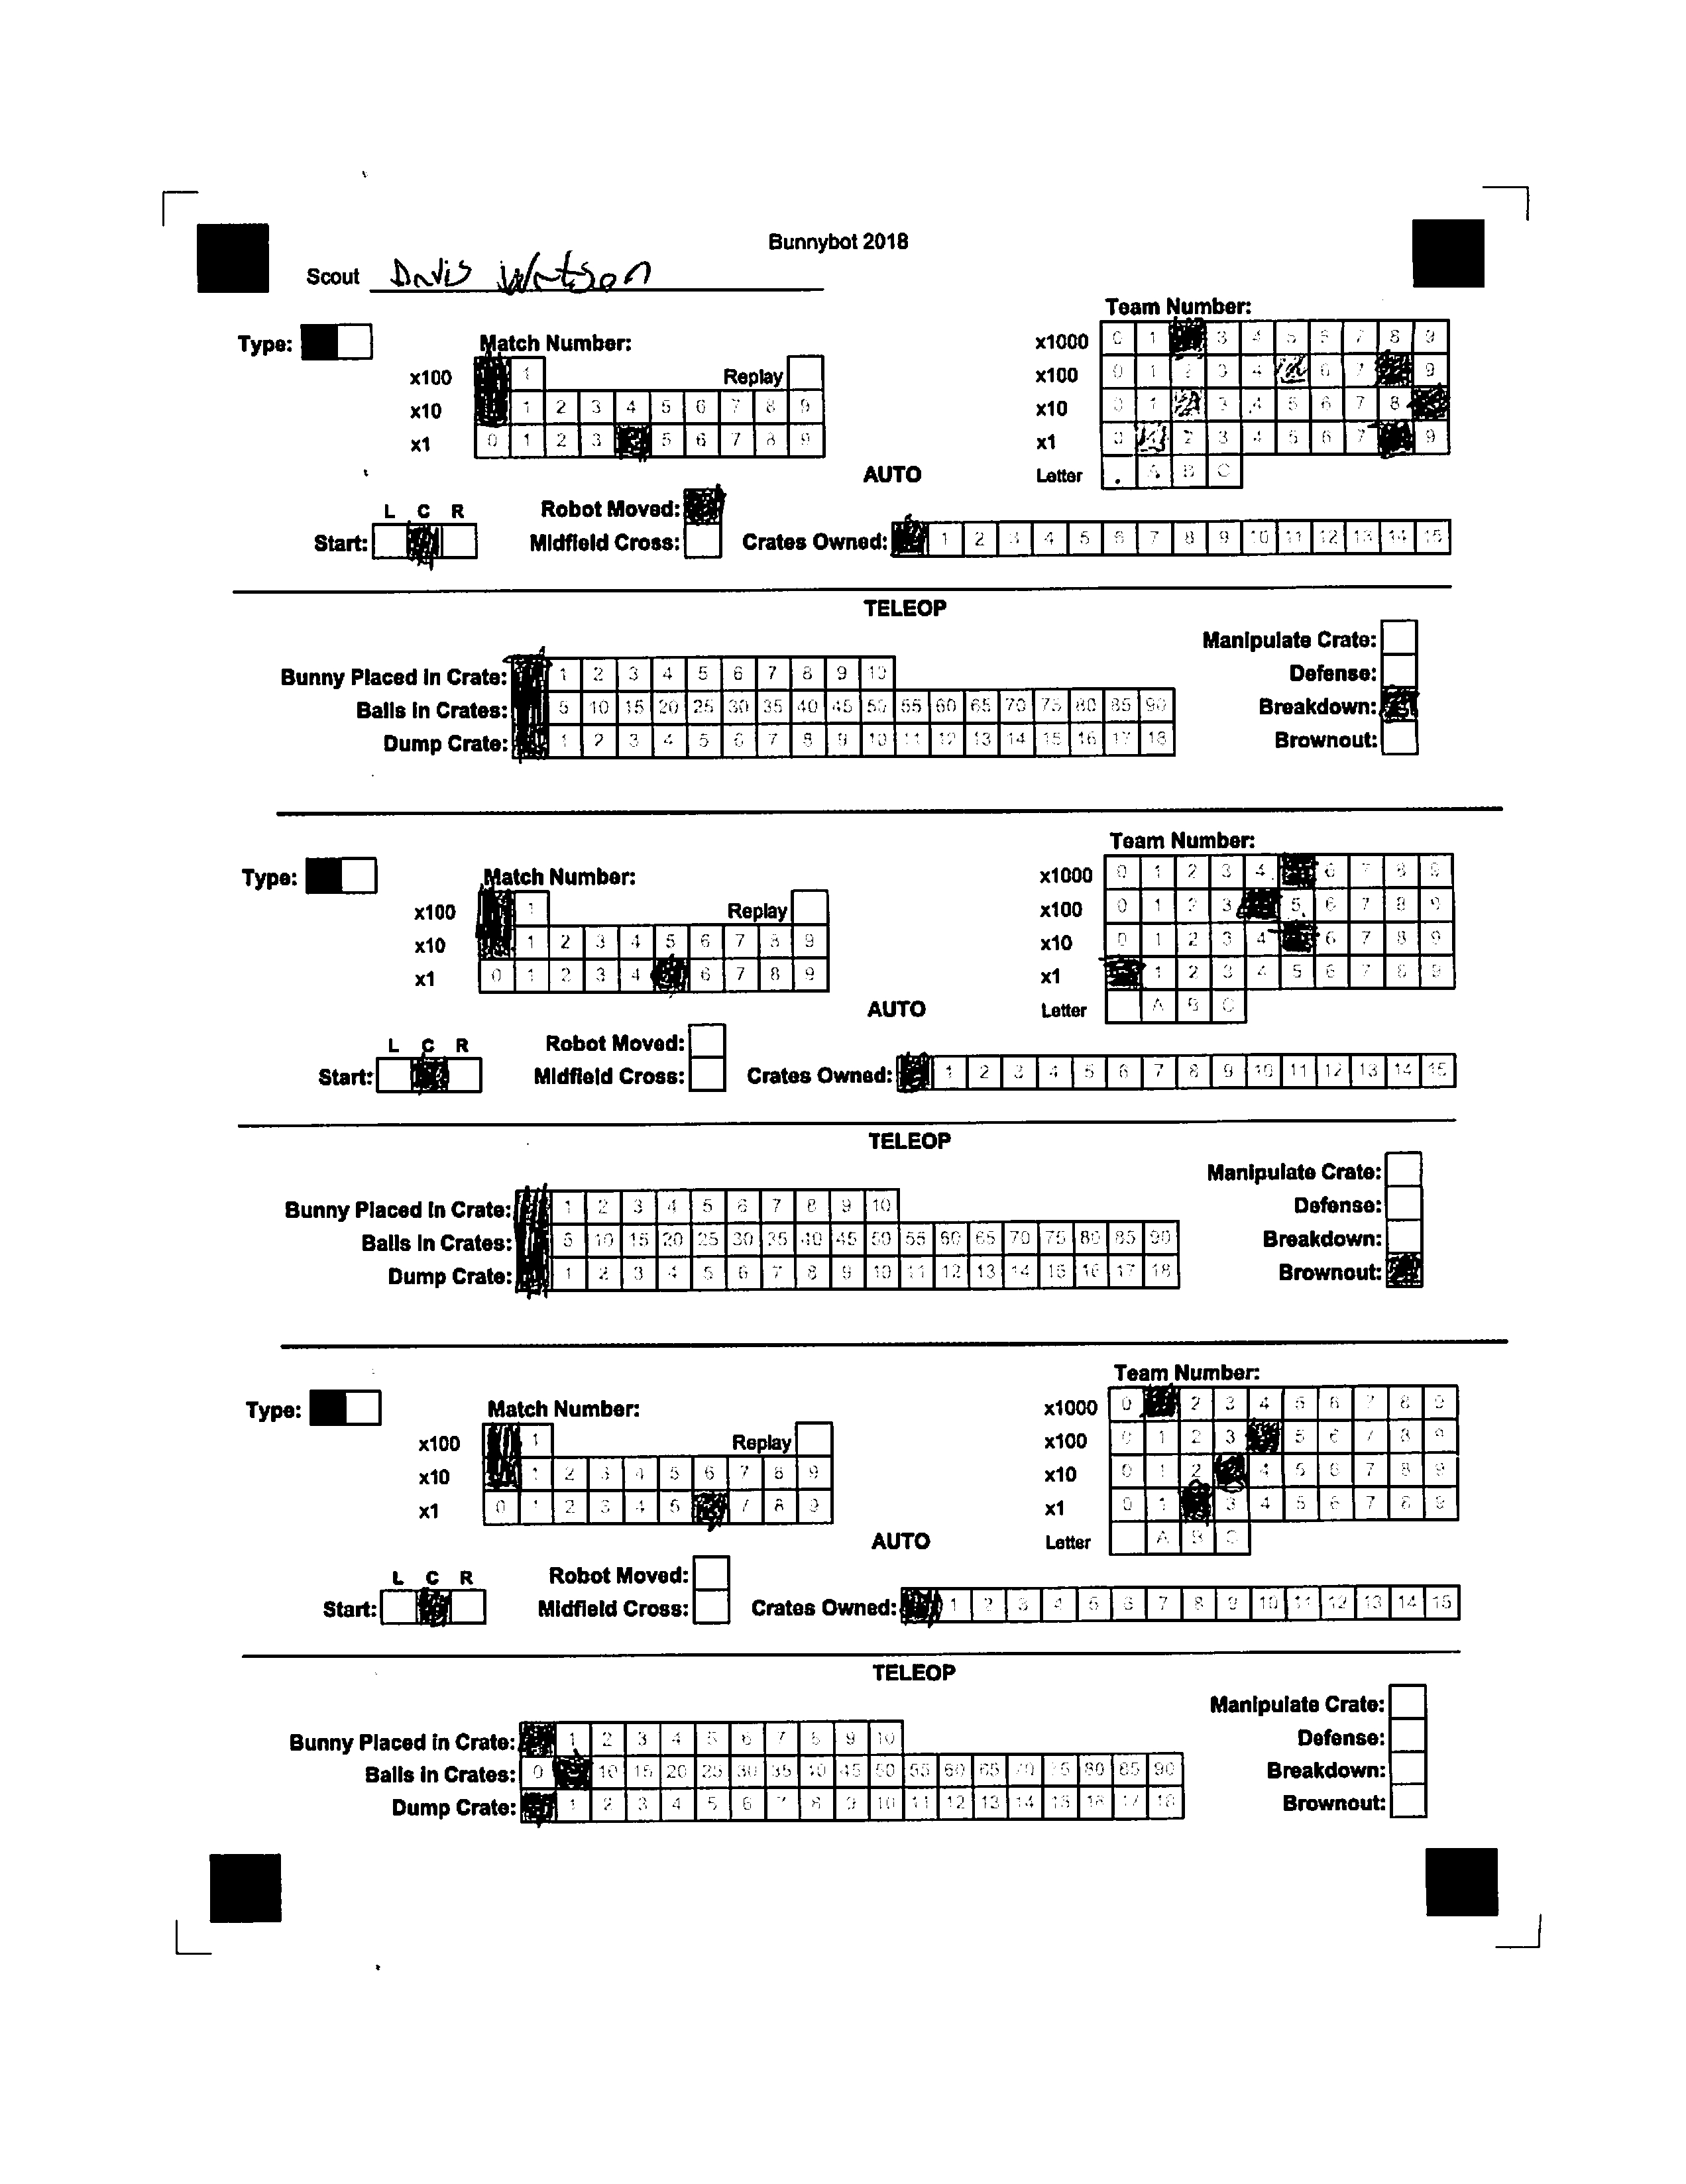 Bunnybot 2018
Scout Davis Watson
Team Number:
Type:
Match Number:
x1000 0 1 3 4 5 6 7 8 9
x100 1 Replay
x100 0 1 2 3 4 6 7 9
x10 1 2 3 4 5 6 7 8 9
x10 0 1 2 3 4 5 6 7 8
x1 0 1 2 3 5 6 7 8 9
x1 0 1 2 3 4 5 6 7 9
AUTO
Letter A B C
L C R
Robot Moved:
Start:
Midfield Cross:
Crates Owned: 1 2 3 4 5 6 7 8 9 10 11 12 13 14 15
TELEOP
Manipulate Crate:
Bunny Placed in Crate: 1 2 3 4 5 6 7 8 9 10
Defense:
Balls in Crates: 5 10 15 20 25 30 35 40 45 50 55 60 65 70 75 80 85 90
Breakdown:
Dump Crate: 1 2 3 4 5 6 7 8 9 10 11 12 13 14 15 16 17 18
Brownout:
Team Number:
Type:
Match Number:
x1000 0 1 2 3 4 6 7 8 9
x100 1 Replay
x100 0 1 2 3 5 6 7 8 9
x10 1 2 3 4 5 6 7 8 9
x10 0 1 2 3 4 6 7 8 9
x1 0 1 2 3 4 6 7 8 9
x1 1 2 3 4 5 6 7 8 9
AUTO
Letter A B C
L C R
Robot Moved:
Start:
Midfield Cross:
Crates Owned: 1 2 3 4 5 6 7 8 9 10 11 12 13 14 15
TELEOP
Manipulate Crate:
Bunny Placed in Crate: 1 2 3 4 5 6 7 8 9 10
Defense:
Balls in Crates: 5 10 15 20 25 30 35 40 45 50 55 60 65 70 75 80 85 90
Breakdown:
Dump Crate: 1 2 3 4 5 6 7 8 9 10 11 12 13 14 15 16 17 18
Brownout:
Team Number:
Type:
Match Number:
x1000 0 2 3 4 5 6 7 8 9
x100 1 Replay
x100 0 1 2 3 5 6 7 8 9
x10 1 2 3 4 5 6 7 8 9
x10 0 1 2 4 5 6 7 8 9
x1 0 1 2 3 4 5 7 8 9
x1 0 1 3 4 5 6 7 8 9
AUTO
Letter A B C
L C R
Robot Moved:
Start:
Midfield Cross:
Crates Owned: 1 2 3 4 5 6 7 8 9 10 11 12 13 14 15
TELEOP
Manipulate Crate:
Bunny Placed in Crate: 1 2 3 4 5 6 7 8 9 10
Defense:
Balls in Crates: 0 10 15 20 25 30 35 40 45 50 55 60 65 70 75 80 85 90
Breakdown:
Dump Crate: 1 2 3 4 5 6 7 8 9 10 11 12 13 14 15 16 17 18
Brownout: